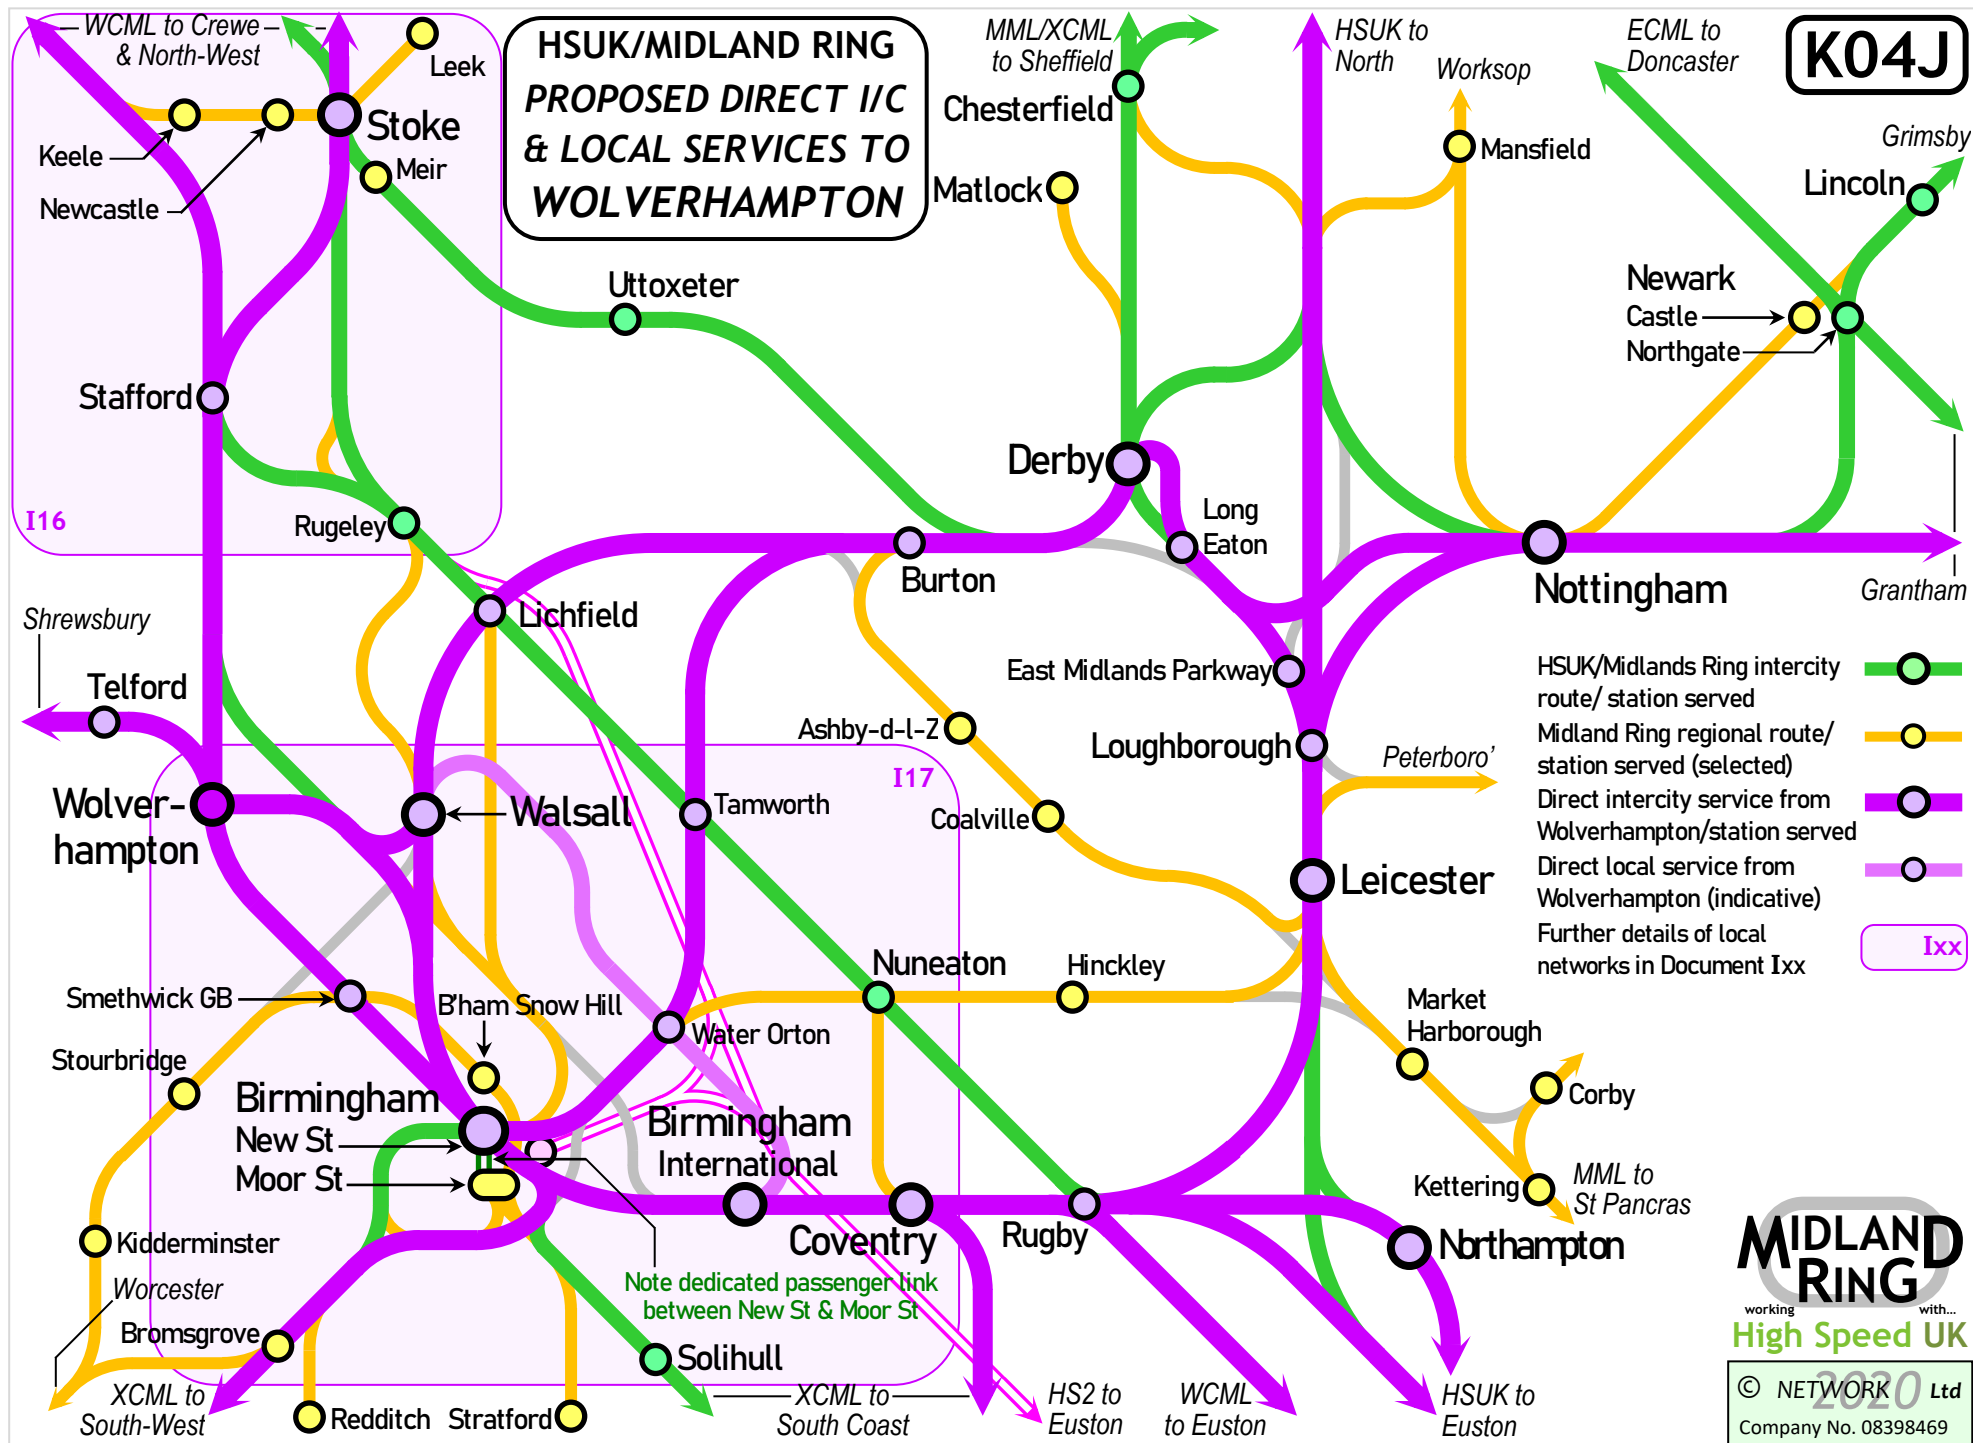 WCML to Crewe
& North-West
Leek
HSUK/MIDLAND RING
PROPOSED DIRECT I/C
& LOCAL SERVICES TO
WOLVERHAMPTON
MML/XCML
to Sheffield
HSUK to
North
Worksop
ECML to
Doncaster
K04J
Chesterfield
Stoke
Keele
Meir
Newcastle
Matlock
Mansfield
Grimsby
Lincoln
Uttoxeter
Newark
Castle
Northgate
Stafford
Derby
I16
Rugeley
Long
Eaton
Burton
Nottingham
Grantham
Shrewsbury
Lichfield
Telford
East Midlands Parkway
HSUK/Midlands Ring intercity
route/ station served
Midland Ring regional route/
station served (selected)
Direct intercity service from
Wolverhampton/station served
Direct local service from
Wolverhampton (indicative)
Further details of local
networks in Document Ixx
Ixx
Ashby-d-l-Z
Loughborough
Peterboro'
I17
Wolver-
hampton
Walsall
Tamworth
Coalville
Leicester
Nuneaton
Hinckley
Smethwick GB
B'ham Snow Hill
Market
Harborough
Water Orton
Stourbridge
Birmingham
New St
Moor St
Birmingham
International
Corby
Kettering
MML to
St Pancras
Coventry
Rugby
Northampton
Kidderminster
Worcester
Note dedicated passenger link
between New St & Moor St
Bromsgrove
Solihull
XCML to
South-West
Redditch
Stratford
XCML to
South Coast
HS2 to
Euston
WCML
to Euston
HSUK to
Euston
MIDLAND
RING
working
with...
High Speed UK
© NETWORK 2020 Ltd
Company No. 08398469